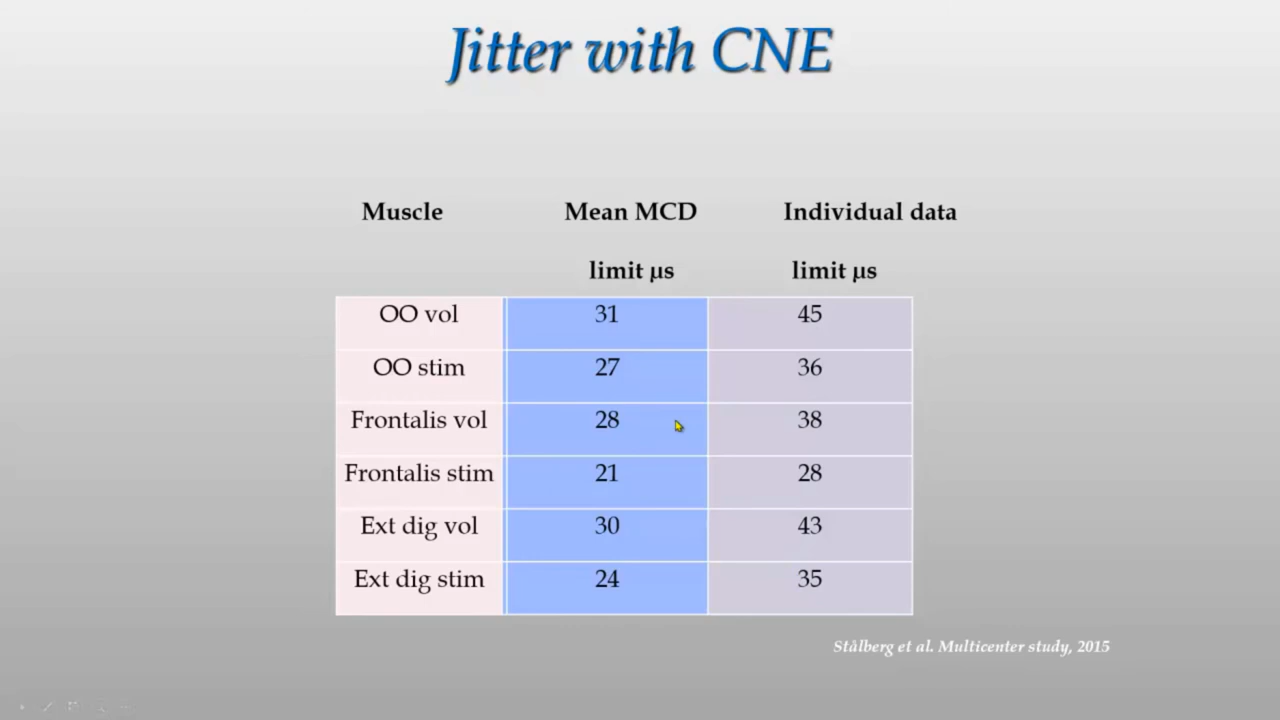 Jitter with CNE
Muscle Mean MCD Individual data
limit µs limit µs
OO vol 31 45
OO stim 27 36
Frontalis vol 28 38
Frontalis stim 21 28
Ext dig vol 30 43
Ext dig stim 24 35
Stålberg et al. Multicenter study, 2015